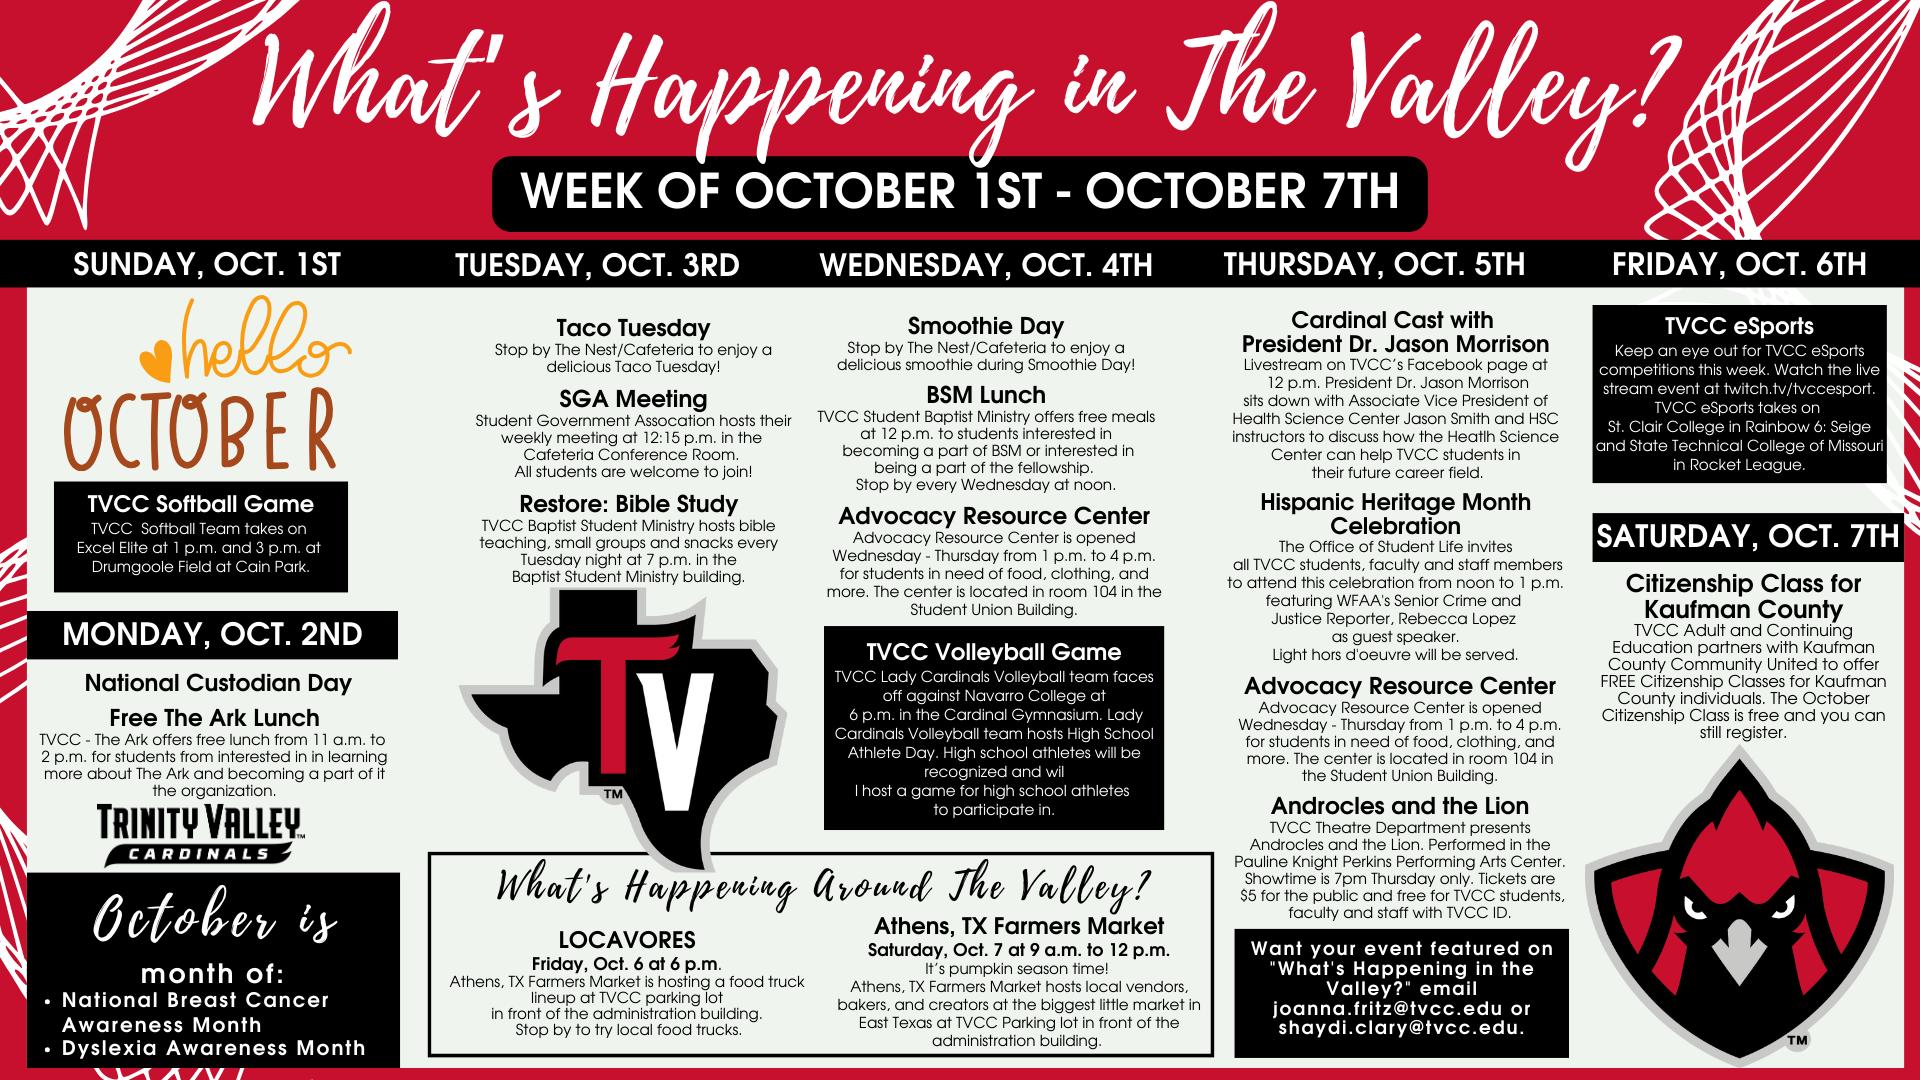 What's Happening in The Valley?
WEEK OF OCTOBER 1ST - OCTOBER 7TH
SUNDAY, OCT. 1ST
hello
OCTOBER
TVCC Softball Game
TVCC Softball Team takes on
Excel Elite at 1 p.m. and 3 p.m. at
Drumgoole Field at Cain Park.
MONDAY, OCT. 2ND
National Custodian Day
Free The Ark Lunch
TVCC - The Ark offers free lunch from 11 a.m. to
2 p.m. for students from interested in in learning
more about The Ark and becoming a part of it
the organization.
TRINITY VALLEY
TM
CARDINALS
October is
month of:
• National Breast Cancer
Awareness Month
• Dyslexia Awareness Month
TUESDAY, OCT. 3RD
Taco Tuesday
Stop by The Nest/Cafeteria to enjoy a
delicious Taco Tuesday!
SGA Meeting
Student Government Assocation hosts their
weekly meeting at 12:15 p.m. in the
Cafeteria Conference Room.
All students are welcome to join!
Restore: Bible Study
TVCC Baptist Student Ministry hosts bible
teaching, small groups and snacks every
Tuesday night at 7 p.m. in the
Baptist Student Ministry building.
TV
TM
WEDNESDAY, OCT. 4TH
Smoothie Day
Stop by The Nest/Cafeteria to enjoy a
delicious smoothie during Smoothie Day!
BSM Lunch
TVCC Student Baptist Ministry offers free meals
at 12 p.m. to students interested in
becoming a part of BSM or interested in
being a part of the fellowship.
Stop by every Wednesday at noon.
Advocacy Resource Center
Advocacy Resource Center is opened
Wednesday - Thursday from 1 p.m. to 4 p.m.
for students in need of food, clothing, and
more. The center is located in room 104 in the
Student Union Building.
TVCC Volleyball Game
TVCC Lady Cardinals Volleyball team faces
off against Navarro College at
6 p.m. in the Cardinal Gymnasium. Lady
Cardinals Volleyball team hosts High School
Athlete Day. High school athletes will be
recognized and wil
l host a game for high school athletes
to participate in.
What's Happening Around The Valley?
LOCAVORES
Friday, Oct. 6 at 6 p.m.
Athens, TX Farmers Market is hosting a food truck
lineup at TVCC parking lot
in front of the administration building.
Stop by to try local food trucks.
Athens, TX Farmers Market
Saturday, Oct. 7 at 9 a.m. to 12 p.m.
It's pumpkin season time!
Athens, TX Farmers Market hosts local vendors,
bakers, and creators at the biggest little market in
East Texas at TVCC Parking lot in front of the
administration building.
THURSDAY, OCT. 5TH
Cardinal Cast with
President Dr. Jason Morrison
Livestream on TVCC's Facebook page at
12 p.m. President Dr. Jason Morrison
sits down with Associate Vice President of
Health Science Center Jason Smith and HSC
instructors to discuss how the Heatlh Science
Center can help TVCC students in
their future career field.
Hispanic Heritage Month
Celebration
The Office of Student Life invites
all TVCC students, faculty and staff members
to attend this celebration from noon to 1 p.m.
featuring WFAA's Senior Crime and
Justice Reporter, Rebecca Lopez
as guest speaker.
Light hors d'oeuvre will be served.
Advocacy Resource Center
Advocacy Resource Center is opened
Wednesday - Thursday from 1 p.m. to 4 p.m.
for students in need of food, clothing, and
more. The center is located in room 104 in
the Student Union Building.
Androcles and the Lion
TVCC Theatre Department presents
Androcles and the Lion. Performed in the
Pauline Knight Perkins Performing Arts Center.
Showtime is 7pm Thursday only. Tickets are
$5 for the public and free for TVCC students,
faculty and staff with TVCC ID.
Want your event featured on
"What's Happening in the
Valley?" email
joanna.fritz@tvcc.edu or
shaydi.clary@tvcc.edu.
FRIDAY, OCT. 6TH
TVCC eSports
Keep an eye out for TVCC eSports
competitions this week. Watch the live
stream event at twitch.tv/tvccesport.
TVCC eSports takes on
St. Clair College in Rainbow 6: Seige
and State Technical College of Missouri
in Rocket League.
SATURDAY, OCT. 7TH
Citizenship Class for
Kaufman County
TVCC Adult and Continuing
Education partners with Kaufman
County Community United to offer
FREE Citizenship Classes for Kaufman
County individuals. The October
Citizenship Class is free and you can
still register.
TM